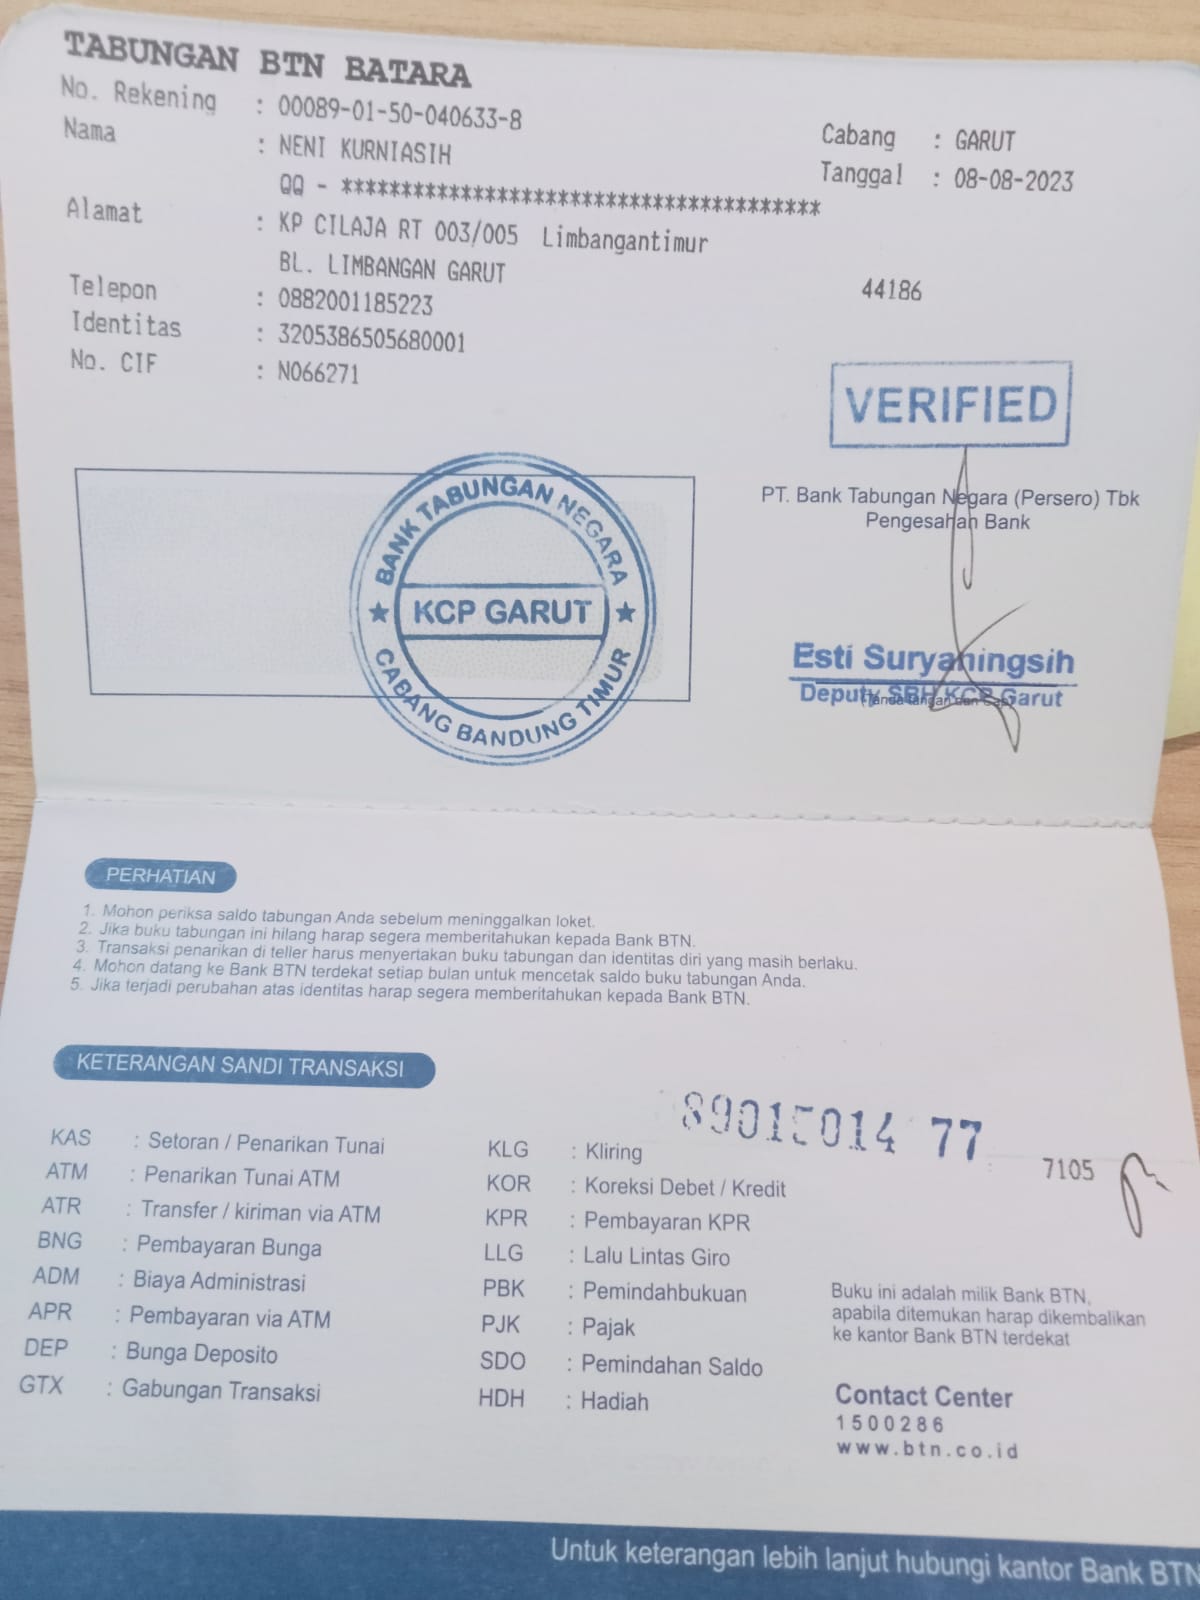 TABUNGAN BTN BATARA
No. Rekening : 00089-01-50-040633-8
Cabang : GARUT
Nama : NENI KURNIASIH
Tanggal : 08-08-2023
QQ - ****************************************
Alamat : KP CILAJA RT 003/005 Limbangantimur
BL. LIMBANGAN GARUT 44186
Telepon : 0882001185223
Identitas : 3205386505680001
No. CIF : N066271
VERIFIED
PT. Bank Tabungan Negara (Persero) Tbk
Pengesahan Bank
BANK TABUNGAN NEGARA
KCP GARUT
CABANG BANDUNG TIMUR
Esti Suryaningsih
Deputy SBH KCP Garut
(Tanda tangan dan Cap)
PERHATIAN
1. Mohon periksa saldo tabungan Anda sebelum meninggalkan loket.
2. Jika buku tabungan ini hilang harap segera memberitahukan kepada Bank BTN.
3. Transaksi penarikan di teller harus menyertakan buku tabungan dan identitas diri yang masih berlaku.
4. Mohon datang ke Bank BTN terdekat setiap bulan untuk mencetak saldo buku tabungan Anda.
5. Jika terjadi perubahan atas identitas harap segera memberitahukan kepada Bank BTN.
KETERANGAN SANDI TRANSAKSI
89015014 77
7105
KAS : Setoran / Penarikan Tunai
ATM : Penarikan Tunai ATM
ATR : Transfer / kiriman via ATM
BNG : Pembayaran Bunga
ADM : Biaya Administrasi
APR : Pembayaran via ATM
DEP : Bunga Deposito
GTX : Gabungan Transaksi
KLG : Kliring
KOR : Koreksi Debet / Kredit
KPR : Pembayaran KPR
LLG : Lalu Lintas Giro
PBK : Pemindahbukuan
PJK : Pajak
SDO : Pemindahan Saldo
HDH : Hadiah
Buku ini adalah milik Bank BTN,
apabila ditemukan harap dikembalikan
ke kantor Bank BTN terdekat
Contact Center
1500286
www.btn.co.id
Untuk keterangan lebih lanjut hubungi kantor Bank BTN